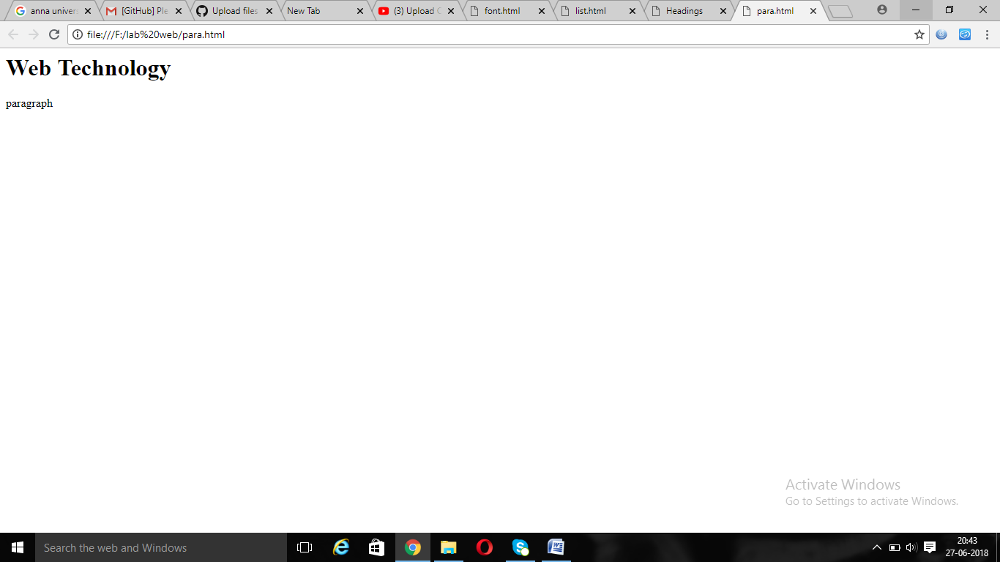 anna univers
[GitHub] Ple
Upload files
New Tab
(3) Upload C
font.html
list.html
Headings
para.html
file:///F:/lab%20web/para.html
Web Technology
paragraph
Activate Windows
Go to Settings to activate Windows.
Search the web and Windows
20:43
27-06-2018